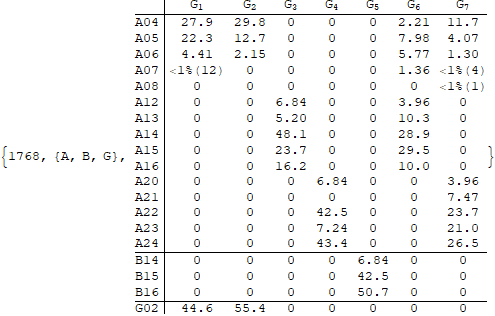 G₁ G₂ G₃ G₄ G₅ G₆ G₇
A04 27.9 29.8 0 0 0 2.21 11.7
A05 22.3 12.7 0 0 0 7.98 4.07
A06 4.41 2.15 0 0 0 5.77 1.30
A07 <1%(12) 0 0 0 0 1.36 <1%(4)
A08 0 0 0 0 0 0 <1%(1)
A12 0 0 6.84 0 0 3.96 0
A13 0 0 5.20 0 0 10.3 0
A14 0 0 48.1 0 0 28.9 0
{1768, {A, B, G}, A15 0 0 23.7 0 0 29.5 0 }
A16 0 0 16.2 0 0 10.0 0
A20 0 0 0 6.84 0 0 3.96
A21 0 0 0 0 0 0 7.47
A22 0 0 0 42.5 0 0 23.7
A23 0 0 0 7.24 0 0 21.0
A24 0 0 0 43.4 0 0 26.5
B14 0 0 0 0 6.84 0 0
B15 0 0 0 0 42.5 0 0
B16 0 0 0 0 50.7 0 0
G02 44.6 55.4 0 0 0 0 0